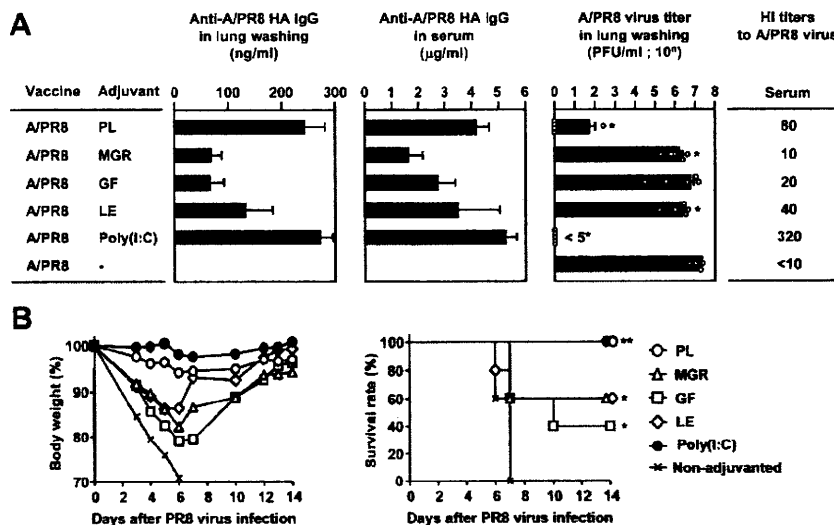 A
Anti-A/PR8 HA IgG in lung washing (ng/ml)
Anti-A/PR8 HA IgG in serum (μg/ml)
A/PR8 virus titer in lung washing (PFU/ml ; 10ⁿ)
HI titers to A/PR8 virus
Vaccine Adjuvant 0 100 200 300 0 1 2 3 4 5 6 0 1 2 3 4 5 6 7 8 Serum
A/PR8 PL * 80
A/PR8 MGR * 10
A/PR8 GF 20
A/PR8 LE * 40
A/PR8 Poly(I:C) < 5* 320
A/PR8 - <10
B
Body weight (%)
100
90
80
70
0 2 4 6 8 10 12 14
Days after PR8 virus infection
Survival rate (%)
100
80
60
40
20
0
0 2 4 6 8 10 12 14
Days after PR8 virus infection
**
*
*
PL
MGR
GF
LE
Poly(I:C)
Non-adjuvanted